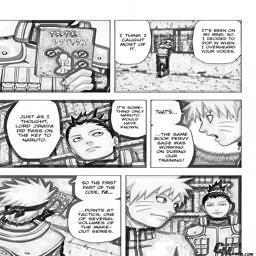 I THINK I
CAUGHT
MOST OF
IT.
IT'S BEEN ON
MY MIND, SO
I DECIDED TO
POP IN WHEN
I OVERHEARD
YOUR VOICES.
JUST AS I
THOUGHT,
LORD JIRAIYA
DID PASS ON
THE KEY TO
NARUTO.
IT'S SOME-
THING ONLY
NARUTO
WOULD
KNOWN.
THAT'S...
...THE SAME
BOOK PERVY
SAGE WAS
WORKING
ON DURING
OUR
TRAINING!
SO THE FIRST
PART OF THE
CODE, TA...
...POINTS AT
TACTICS, ONE OF
SEVERAL
VOLUMES OF
THE MAKE-
OUT SERIES.